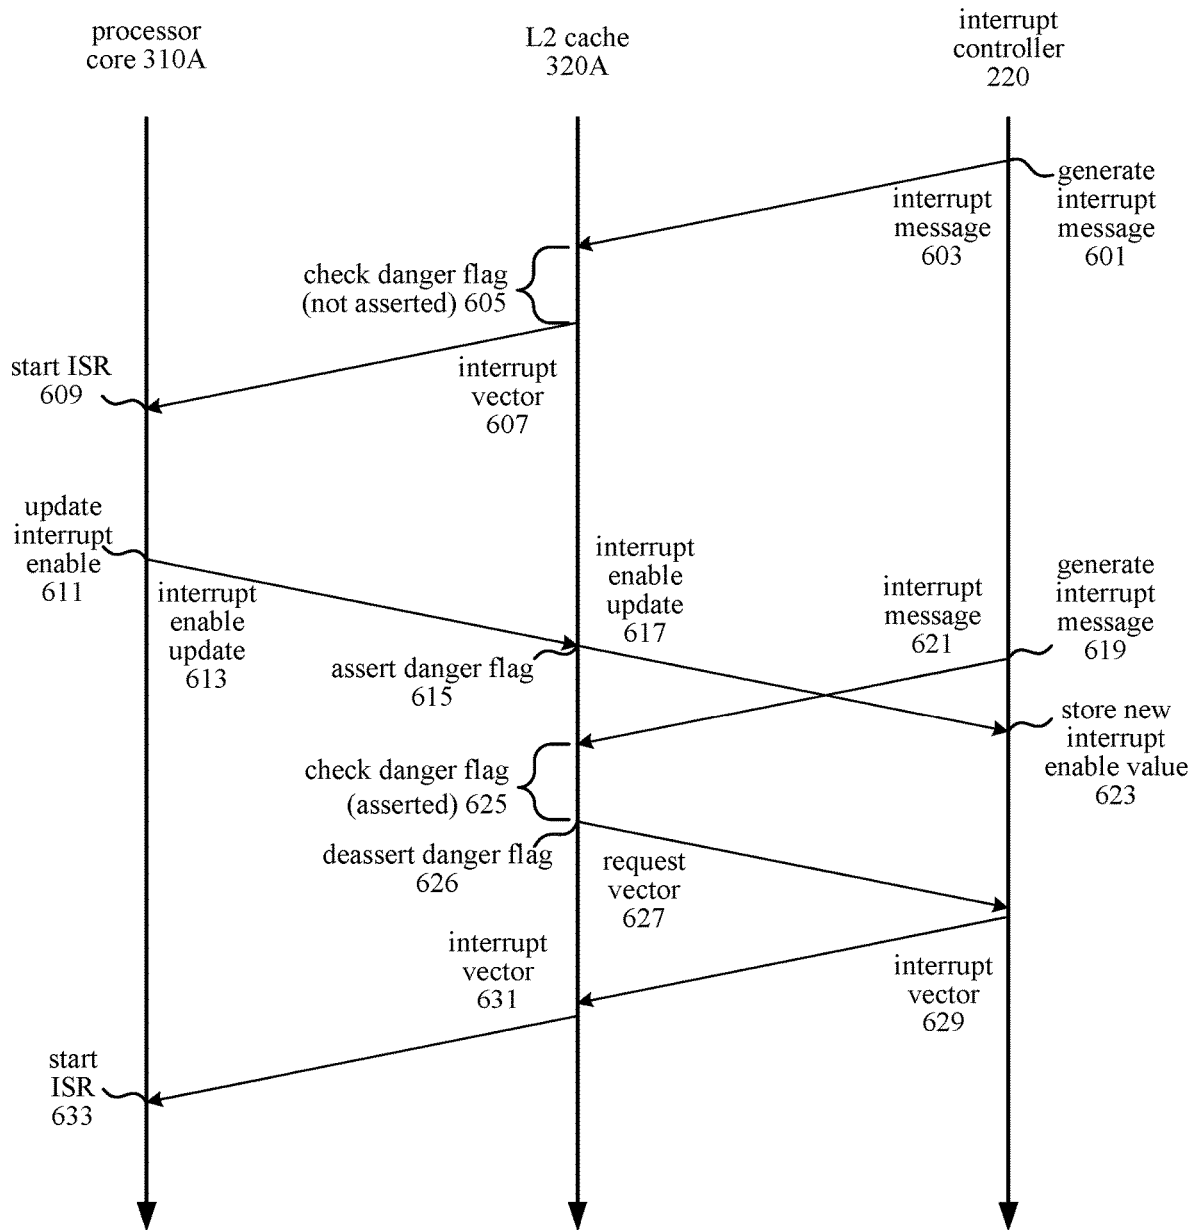 processor
core 310A
L2 cache
320A
interrupt
controller
220
generate
interrupt
message
601
interrupt
message
603
check danger flag
(not asserted) 605
interrupt
vector
607
start ISR
609
update
interrupt
enable
611
interrupt
enable
update
613
interrupt
enable
update
617
assert danger flag
615
generate
interrupt
message
619
interrupt
message
621
store new
interrupt
enable value
623
check danger flag
(asserted) 625
deassert danger flag
626
request
vector
627
interrupt
vector
629
interrupt
vector
631
start
ISR
633